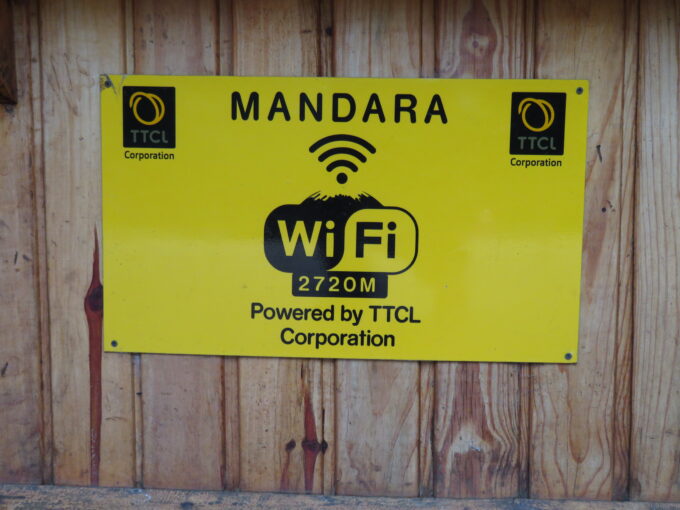 MANDARA
TTCL
Corporation
TTCL
Corporation
WiFi
2720M
Powered by TTCL
Corporation